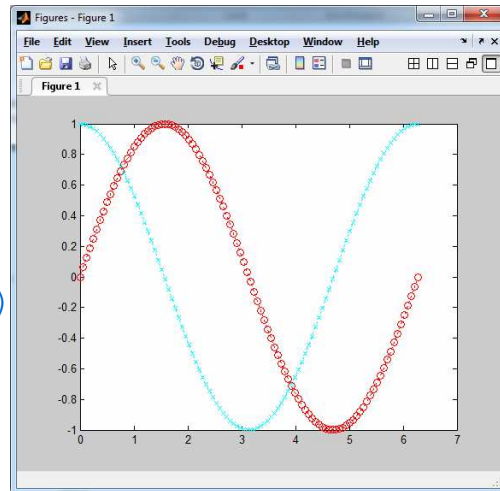 Figures - Figure 1
File Edit View Insert Tools Debug Desktop Window Help
Figure 1
1
0.8
0.6
0.4
0.2
0
-0.2
-0.4
-0.6
-0.8
-1
0 1 2 3 4 5 6 7